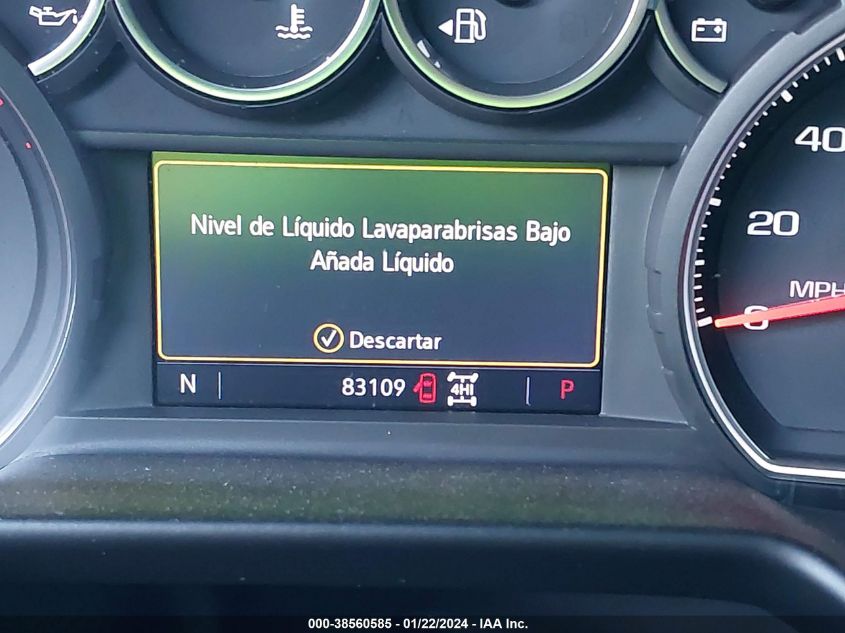 Nivel de Líquido Lavaparabrisas Bajo
Añada Líquido
Descartar
N 83109 4HI P
40
20
MPH
0
000-38560585 - 01/22/2024 - IAA Inc.